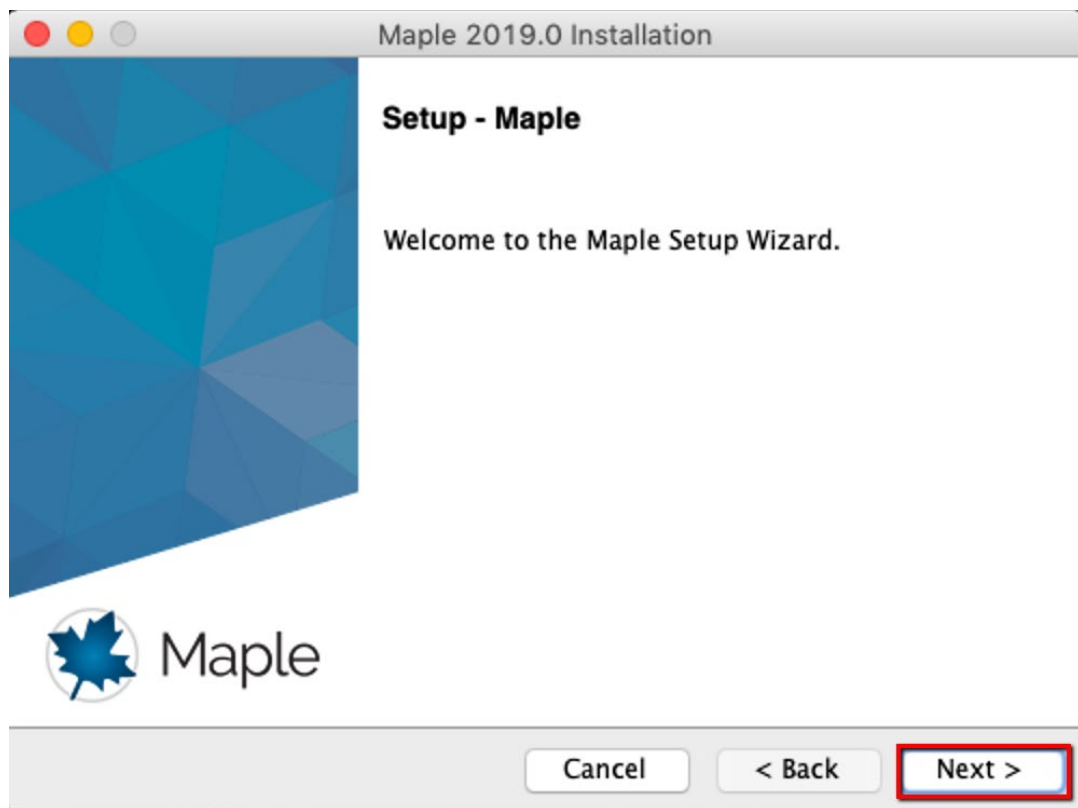 Maple 2019.0 Installation
Setup - Maple
Welcome to the Maple Setup Wizard.
Maple
Cancel
< Back
Next >